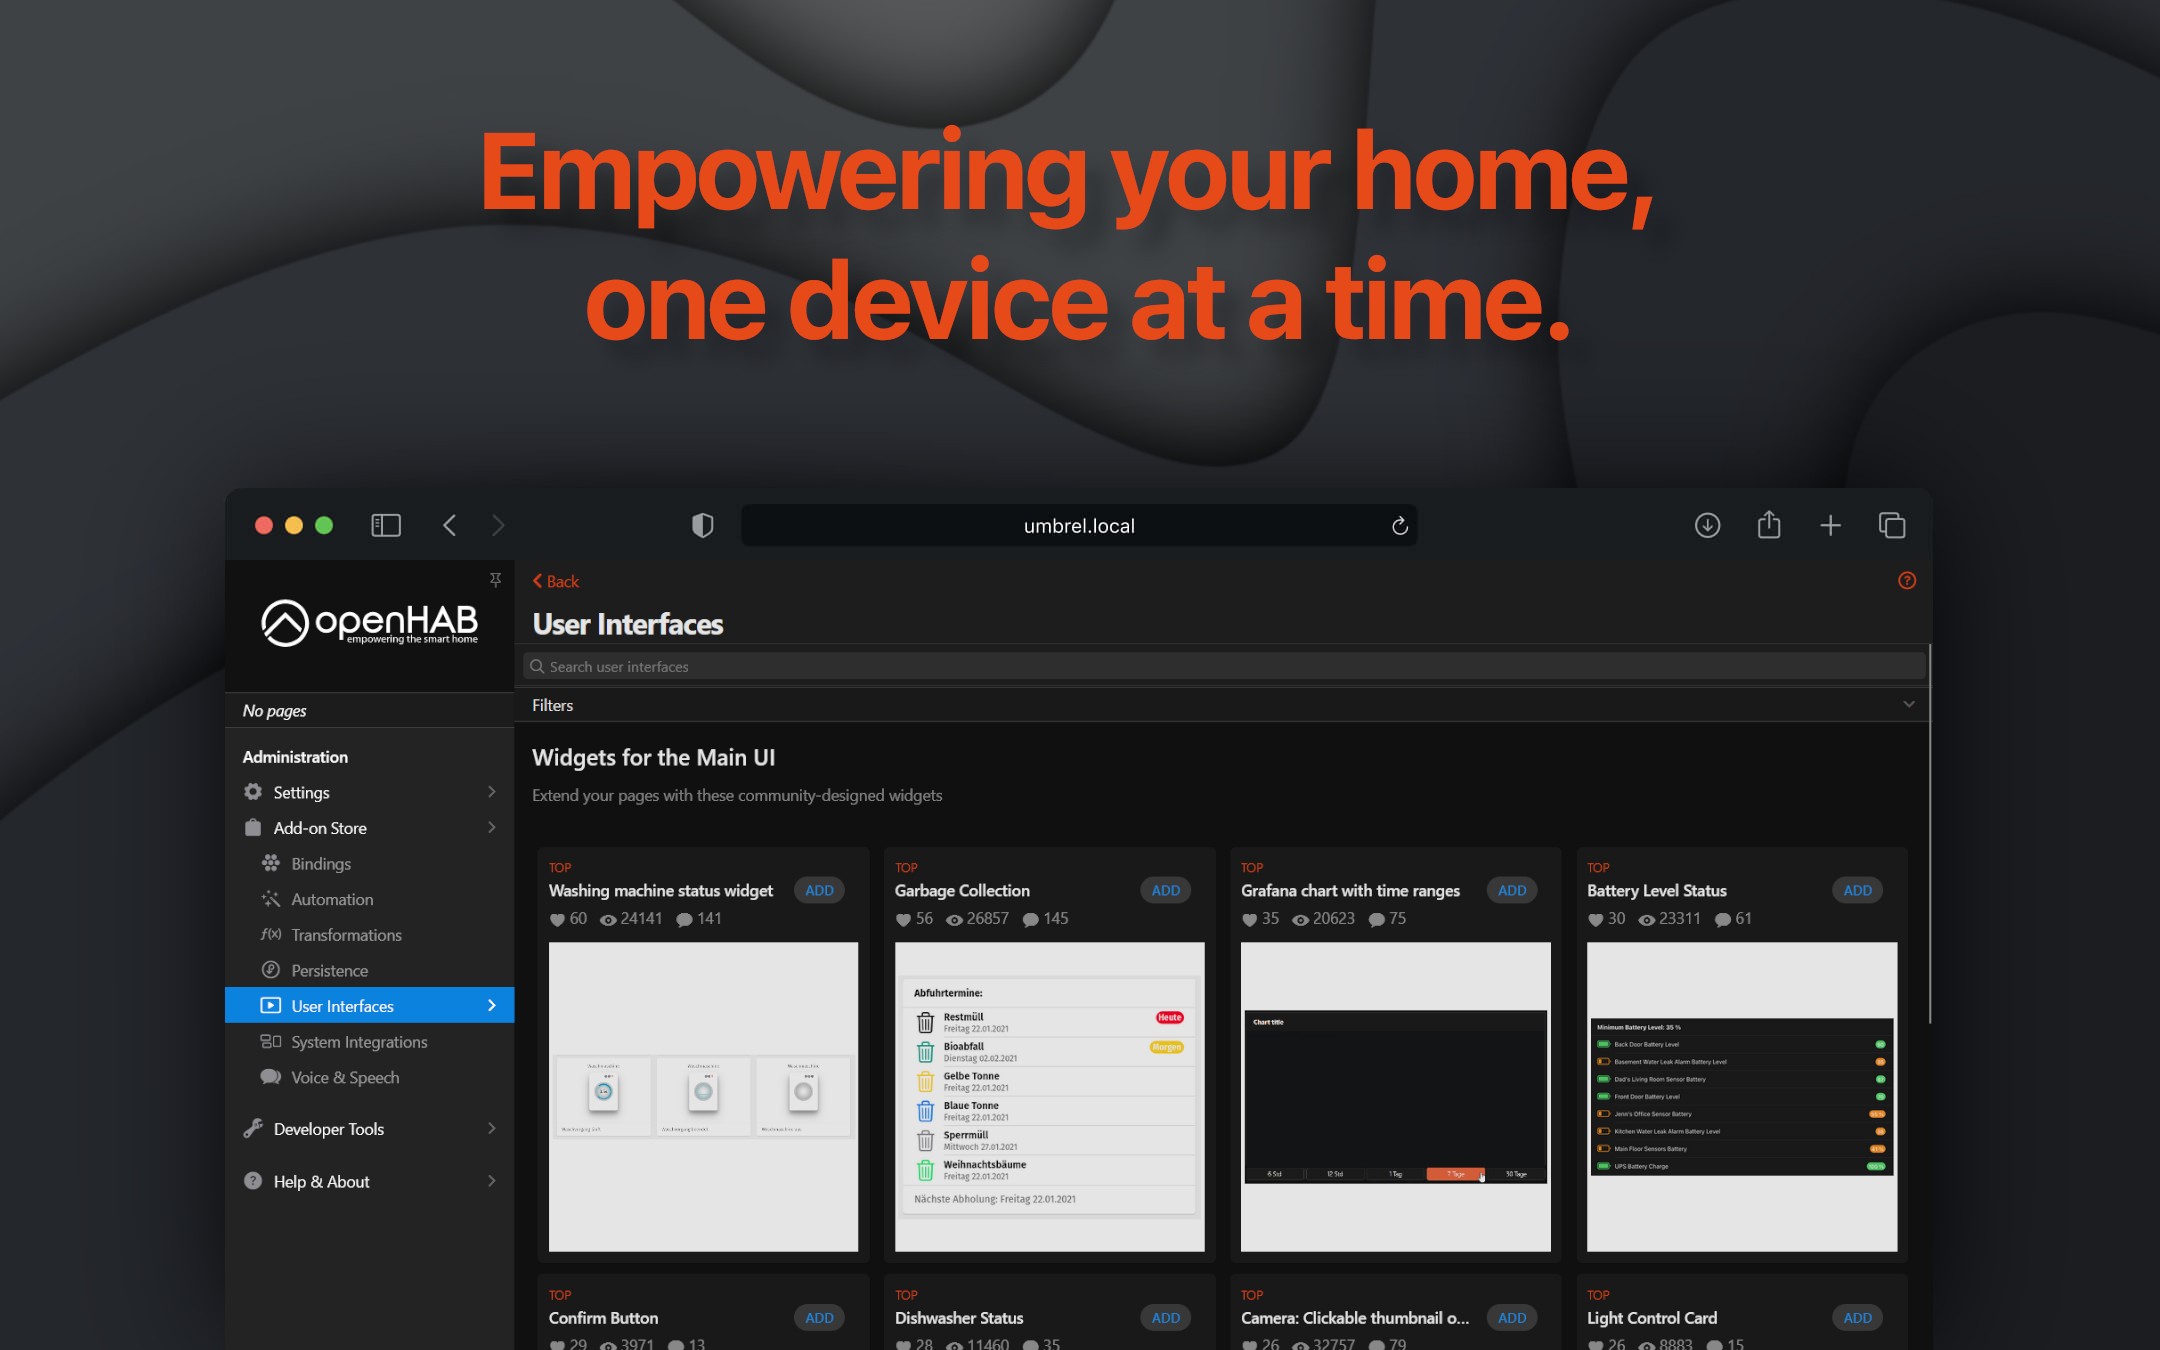 Empowering your home,
one device at a time.
umbrel.local
openHAB
empowering the smart home
No pages
Administration
Settings
Add-on Store
Bindings
Automation
f(x) Transformations
Persistence
User Interfaces
System Integrations
Voice & Speech
Developer Tools
Help & About
Back
User Interfaces
Search user interfaces
Filters
Widgets for the Main UI
Extend your pages with these community-designed widgets
TOP
Washing machine status widget ADD
60 24141 141
TOP
Garbage Collection ADD
56 26857 145
Abfuhrtermine:
Restmüll Heute
Freitag 22.01.2021
Bioabfall Morgen
Dienstag 02.02.2021
Gelbe Tonne
Freitag 22.01.2021
Blaue Tonne
Freitag 22.01.2021
Sperrmüll
Mittwoch 27.01.2021
Weihnachtsbäume
Freitag 22.01.2021
Nächste Abholung: Freitag 22.01.2021
TOP
Grafana chart with time ranges ADD
35 20623 75
Chart title
6 Std 12 Std 1 Tag 7 Tage 30 Tage
TOP
Battery Level Status ADD
30 23311 61
Minimum Battery Level: 35 %
Back Door Battery Level
Basement Water Leak Alarm Battery Level
Dad's Living Room Sensor Battery
Front Door Battery Level
Jenn's Office Sensor Battery
Kitchen Water Leak Alarm Battery Level
Main Floor Sensors Battery
UPS Battery Charge
TOP
Confirm Button ADD
29 3971 13
TOP
Dishwasher Status ADD
28 11460 35
TOP
Camera: Clickable thumbnail o... ADD
26 32757 79
TOP
Light Control Card ADD
26 8883 15